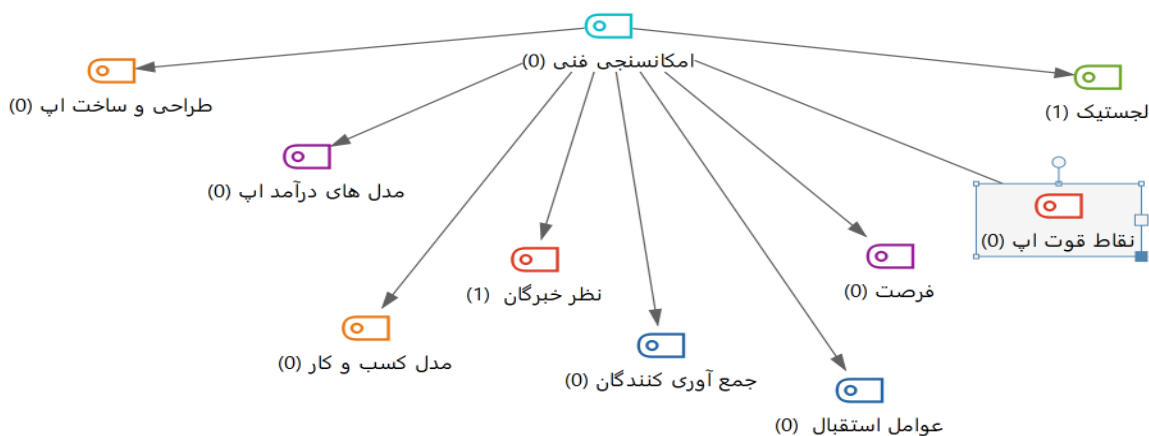 امکانسنجی فنی (0)
لجستیک (1)
طراحی و ساخت اپ (0)
مدل های درآمد اپ (0)
نقاط قوت اپ (0)
نظر خبرگان (1)
فرصت (0)
مدل کسب و کار (0)
جمع آوری کنندگان (0)
عوامل استقبال (0)